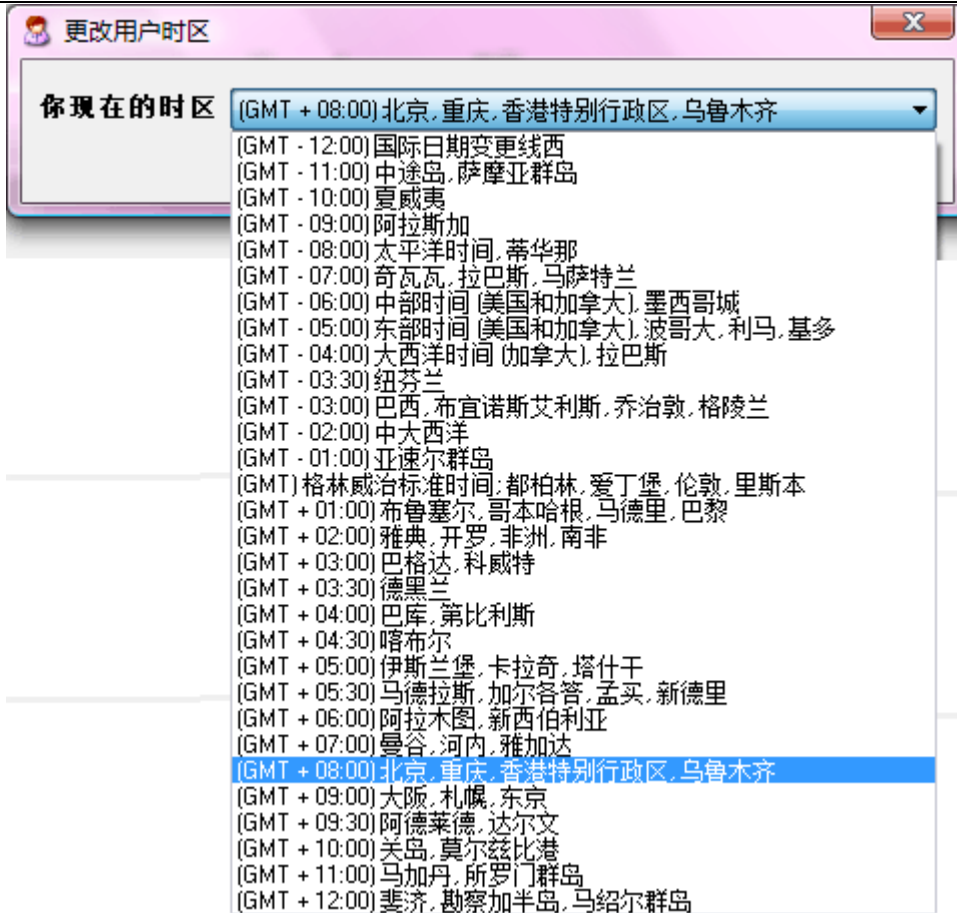 更改用户时区
你现在的时区 (GMT + 08:00)北京,重庆,香港特别行政区,乌鲁木齐
(GMT - 12:00)国际日期变更线西
(GMT - 11:00)中途岛,萨摩亚群岛
(GMT - 10:00)夏威夷
(GMT - 09:00)阿拉斯加
(GMT - 08:00)太平洋时间,蒂华那
(GMT - 07:00)奇瓦瓦,拉巴斯,马萨特兰
(GMT - 06:00)中部时间 (美国和加拿大),墨西哥城
(GMT - 05:00)东部时间 (美国和加拿大),波哥大,利马,基多
(GMT - 04:00)大西洋时间 (加拿大),拉巴斯
(GMT - 03:30)纽芬兰
(GMT - 03:00)巴西,布宜诺斯艾利斯,乔治敦,格陵兰
(GMT - 02:00)中大西洋
(GMT - 01:00)亚速尔群岛
(GMT)格林威治标准时间;都柏林,爱丁堡,伦敦,里斯本
(GMT + 01:00)布鲁塞尔,哥本哈根,马德里,巴黎
(GMT + 02:00)雅典,开罗,非洲,南非
(GMT + 03:00)巴格达,科威特
(GMT + 03:30)德黑兰
(GMT + 04:00)巴库,第比利斯
(GMT + 04:30)喀布尔
(GMT + 05:00)伊斯兰堡,卡拉奇,塔什干
(GMT + 05:30)马德拉斯,加尔各答,孟买,新德里
(GMT + 06:00)阿拉木图,新西伯利亚
(GMT + 07:00)曼谷,河内,雅加达
(GMT + 08:00)北京,重庆,香港特别行政区,乌鲁木齐
(GMT + 09:00)大阪,札幌,东京
(GMT + 09:30)阿德莱德,达尔文
(GMT + 10:00)关岛,莫尔兹比港
(GMT + 11:00)马加丹,所罗门群岛
(GMT + 12:00)斐济,勘察加半岛,马绍尔群岛